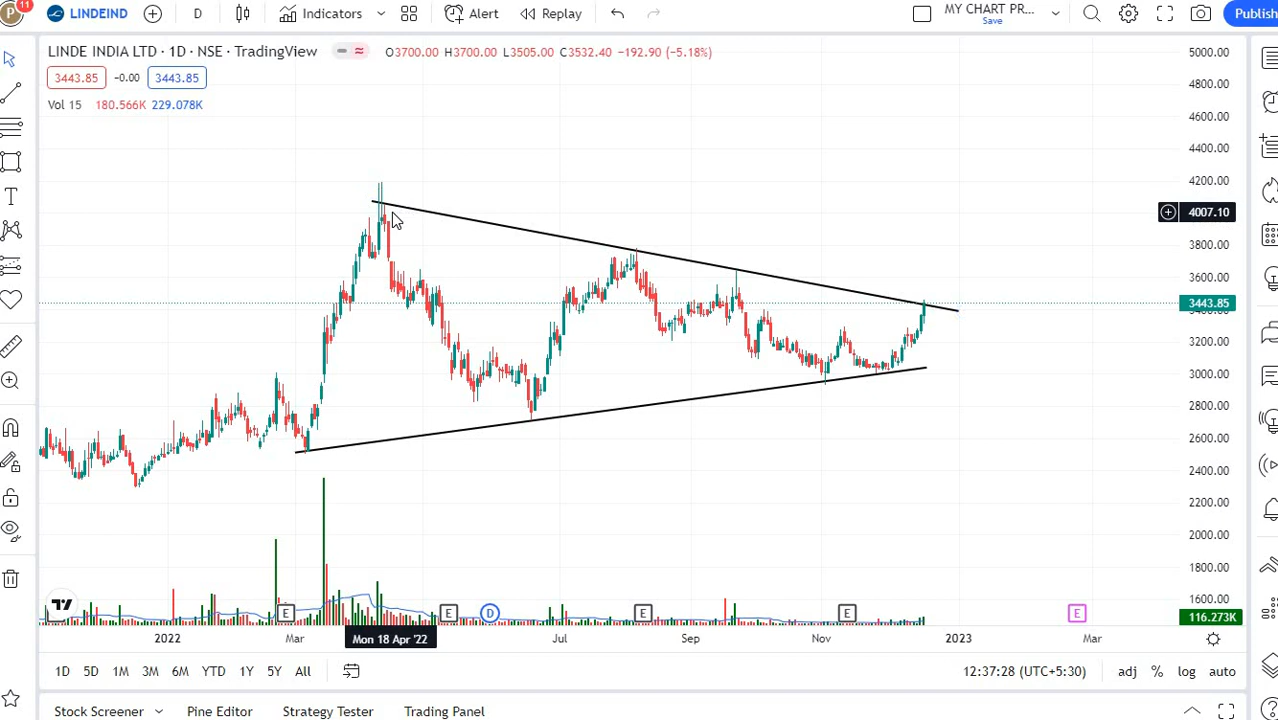 P 11 LINDEIND D Indicators Alert Replay MY CHART PR... Save Publish
LINDE INDIA LTD · 1D · NSE · TradingView O3700.00 H3700.00 L3505.00 C3532.40 −192.90 (−5.18%)
3443.85 -0.00 3443.85
Vol 15 180.566K 229.078K
5000.00
4800.00
4600.00
4400.00
4200.00
4007.10
3800.00
3600.00
3443.85
3400.00
3200.00
3000.00
2800.00
2600.00
2400.00
2200.00
2000.00
1800.00
1600.00
116.273K
E E D E E E
2022 Mar Mon 18 Apr '22 Jul Sep Nov 2023 Mar
1D 5D 1M 3M 6M YTD 1Y 5Y All 12:37:28 (UTC+5:30) adj % log auto
Stock Screener Pine Editor Strategy Tester Trading Panel